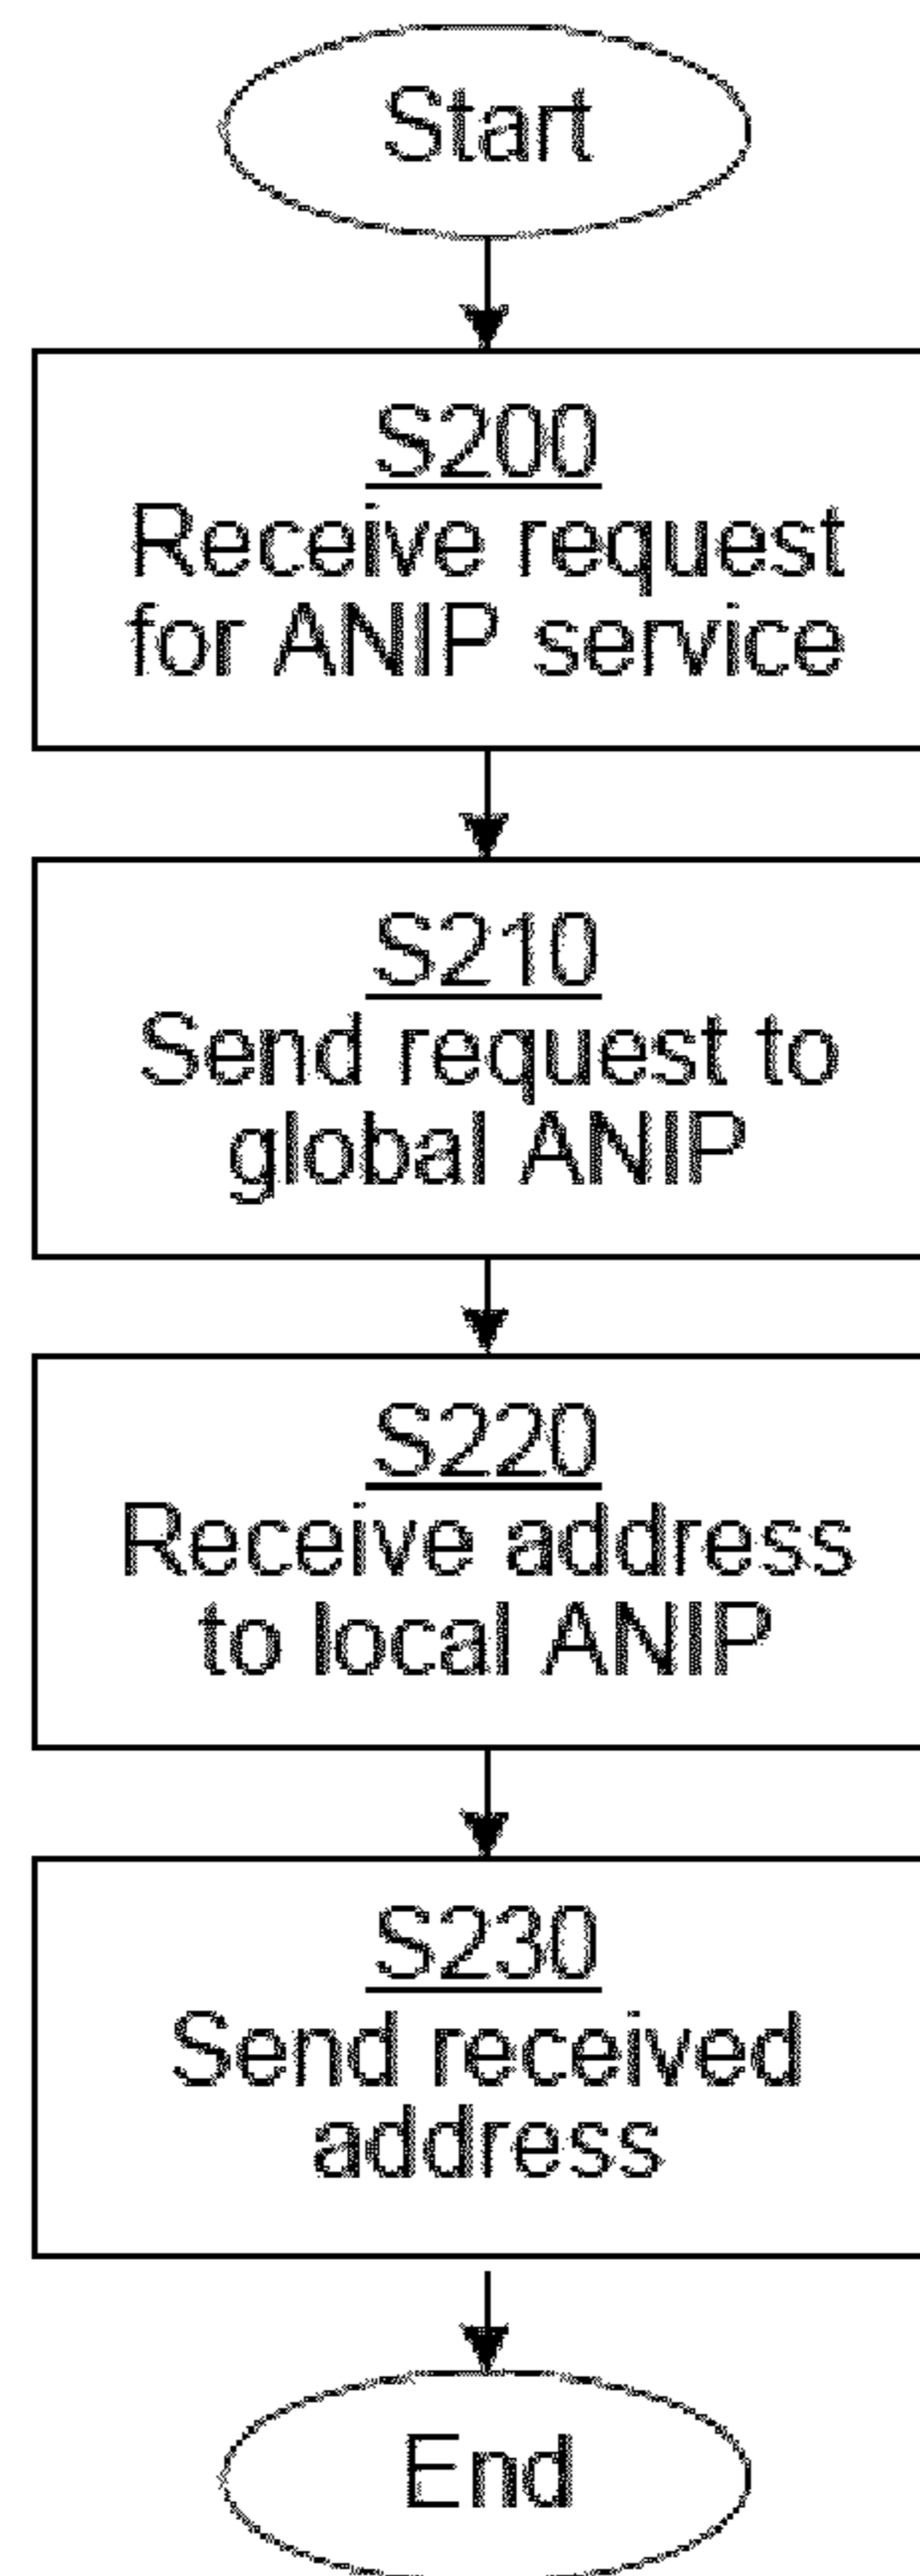 Start
S200
Receive request
for ANIP service
S210
Send request to
global ANIP
S220
Receive address
to local ANIP
S230
Send received
address
End